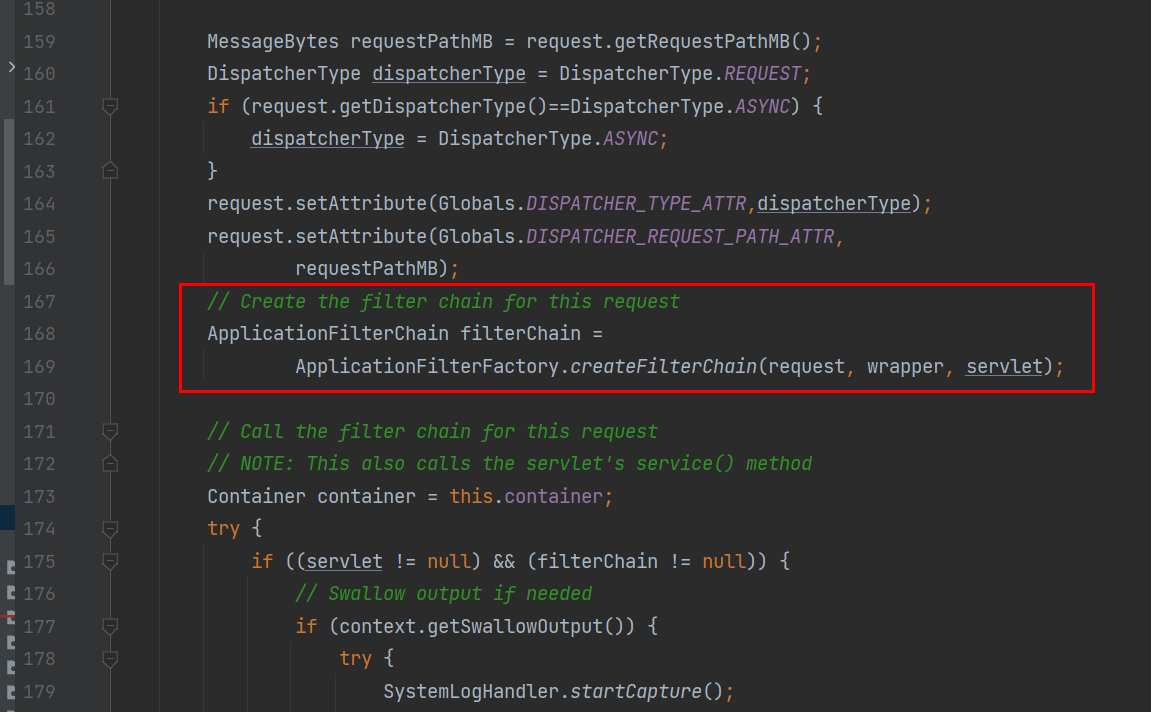 158
159 MessageBytes requestPathMB = request.getRequestPathMB();
160 DispatcherType dispatcherType = DispatcherType.REQUEST;
161 if (request.getDispatcherType()==DispatcherType.ASYNC) {
162 dispatcherType = DispatcherType.ASYNC;
163 }
164 request.setAttribute(Globals.DISPATCHER_TYPE_ATTR,dispatcherType);
165 request.setAttribute(Globals.DISPATCHER_REQUEST_PATH_ATTR,
166 requestPathMB);
167 // Create the filter chain for this request
168 ApplicationFilterChain filterChain =
169 ApplicationFilterFactory.createFilterChain(request, wrapper, servlet);
170
171 // Call the filter chain for this request
172 // NOTE: This also calls the servlet's service() method
173 Container container = this.container;
174 try {
175 if ((servlet != null) && (filterChain != null)) {
176 // Swallow output if needed
177 if (context.getSwallowOutput()) {
178 try {
179 SystemLogHandler.startCapture();